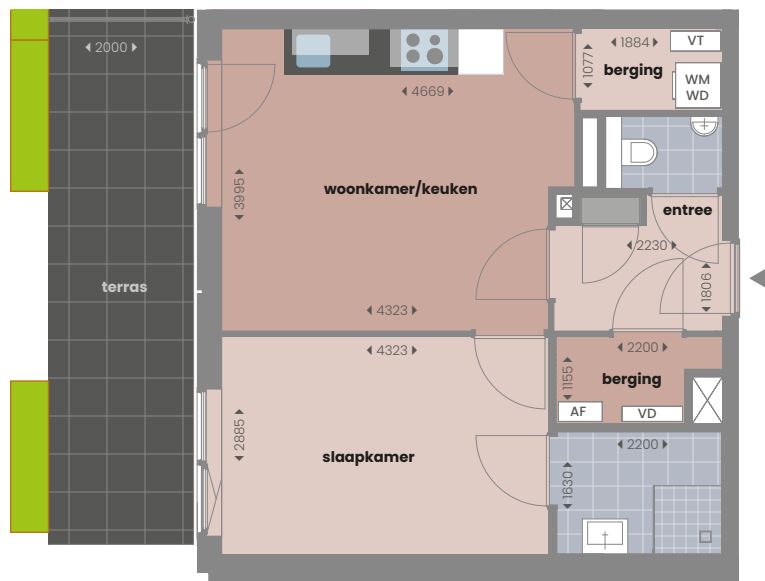 2000
1884
VT
1077
berging
WM
WD
4669
woonkamer/keuken
3995
entree
2230
1806
terras
4323
4323
2200
1155
berging
AF
VD
2885
slaapkamer
2200
1630